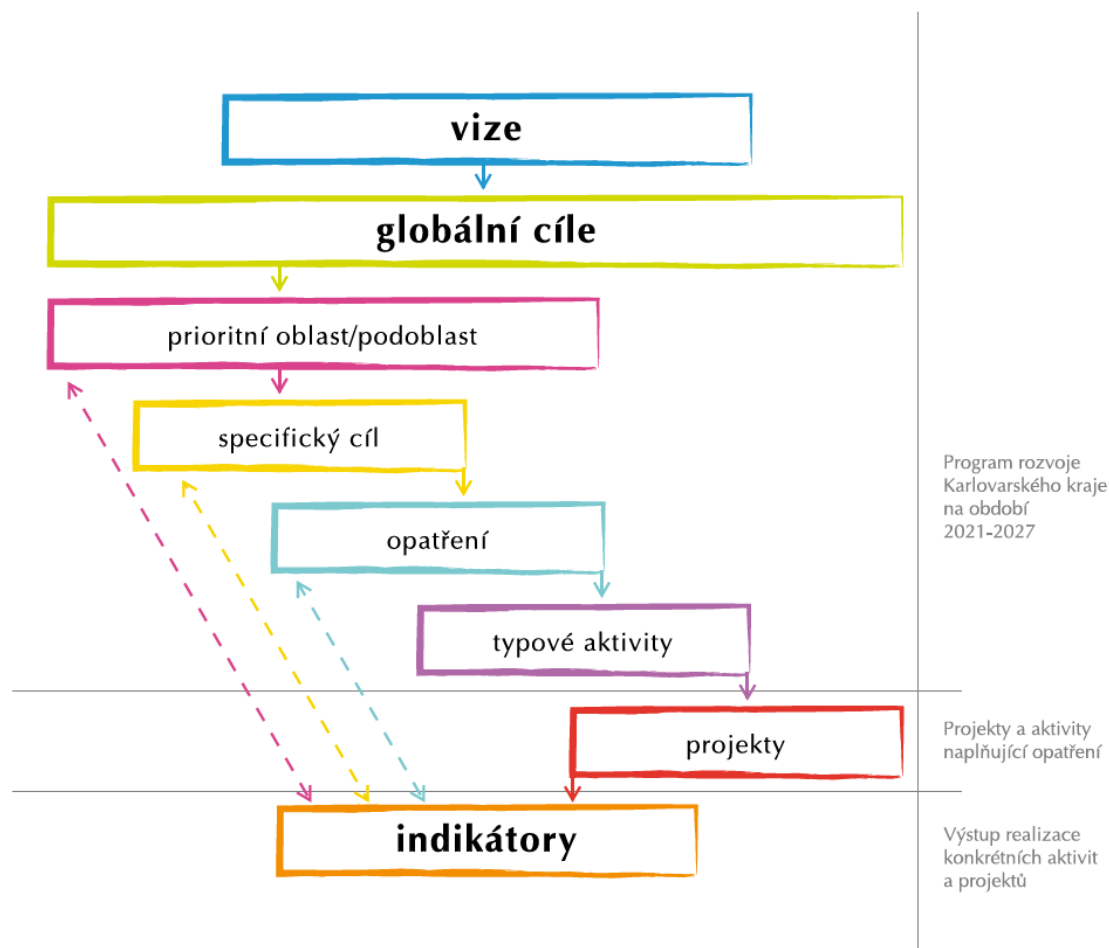 vize
globální cíle
prioritní oblast/podoblast
specifický cíl
opatření
typové aktivity
projekty
indikátory
Program rozvoje
Karlovarského kraje
na období
2021-2027
Projekty a aktivity
naplňující opatření
Výstup realizace
konkrétních aktivit
a projektů